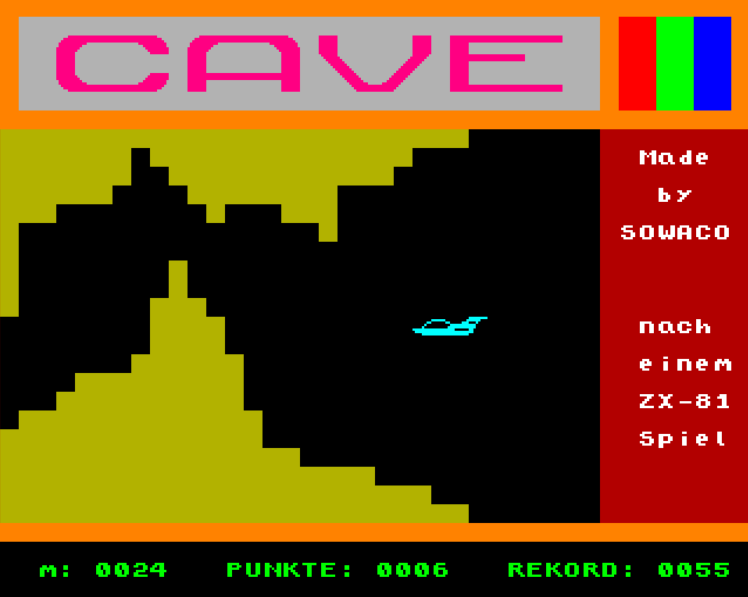 CAVE
Made
by
SOWACO
nach
einem
ZX-81
Spiel
m: 0024 PUNKTE: 0006 REKORD: 0055